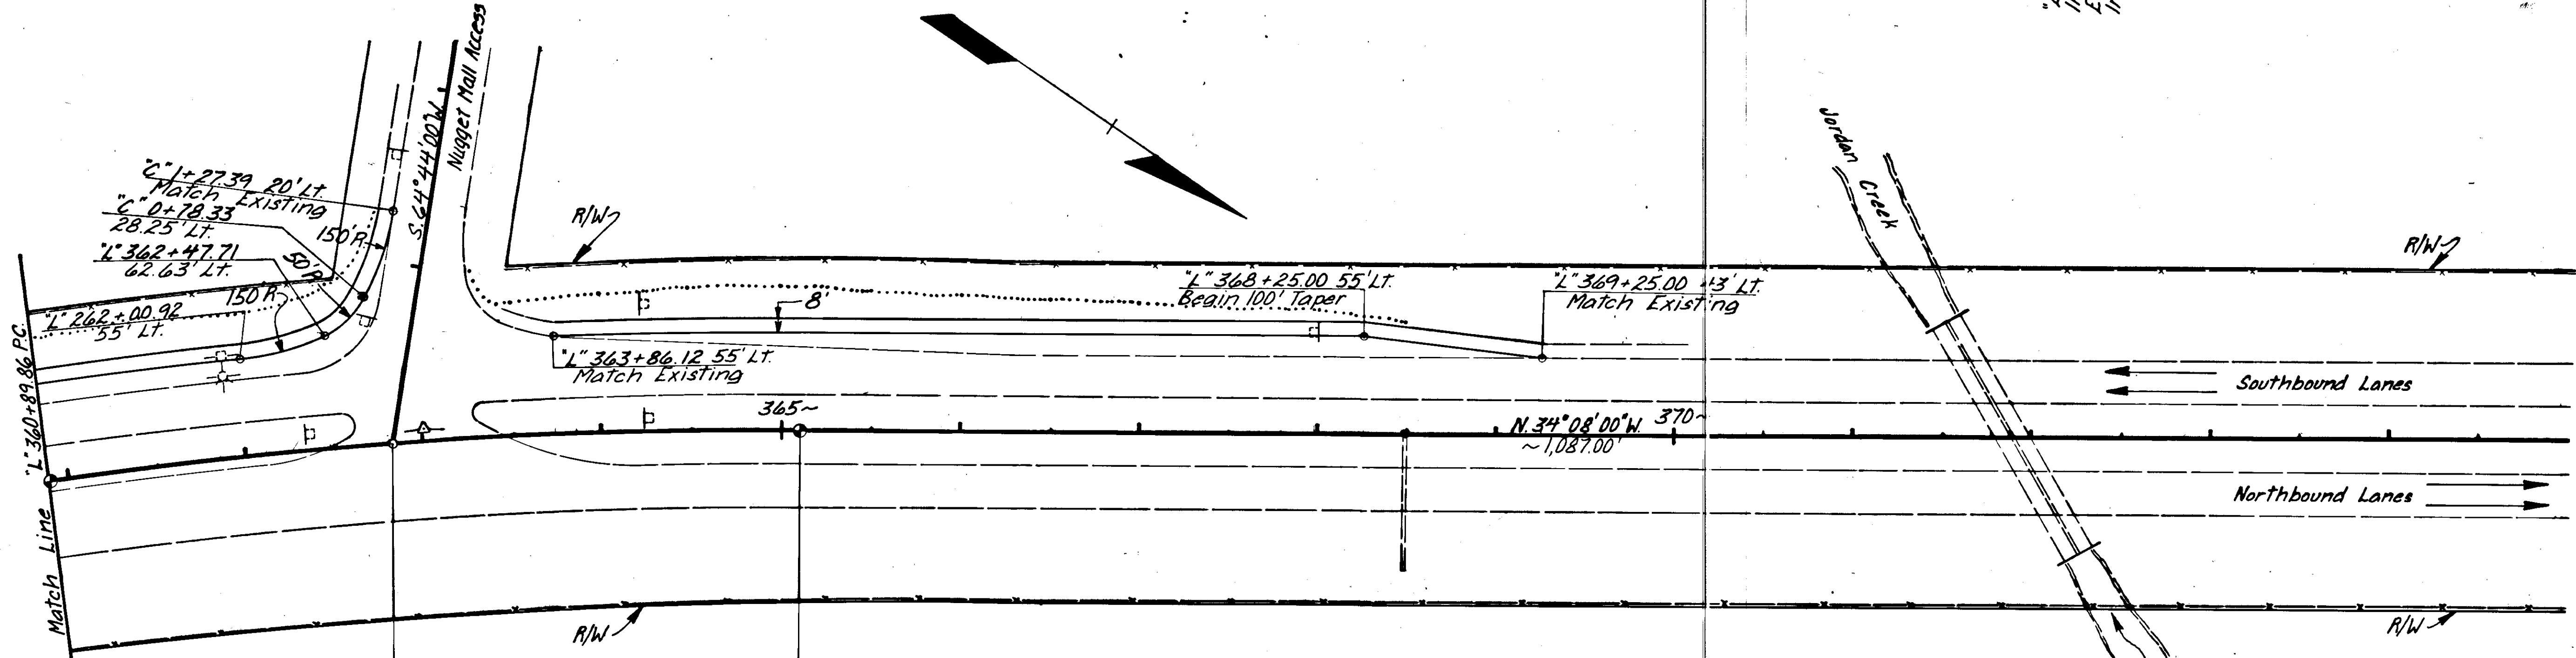 Nugget Mall Access
S. 64° 44' 00" W.
"C" 1+27.39 20' Lt.
Match Existing
"C" 0+78.33
28.25' Lt.
"L" 362+47.71
62.63' Lt.
150' R.
50' R.
150' R.
"L" 262+00.92
55' Lt.
"L" 360+89.86 P.C.
Match Line
R/W
8'
"L" 368+25.00 55' Lt.
Begin 100' Taper
"L" 369+25.00 43' Lt.
Match Existing
"L" 363+86.12 55' Lt.
Match Existing
365~
N. 34° 08' 00" W.
~1,087.00'
370~
Jordan
Creek
R/W
Southbound Lanes
Northbound Lanes
R/W
R/W